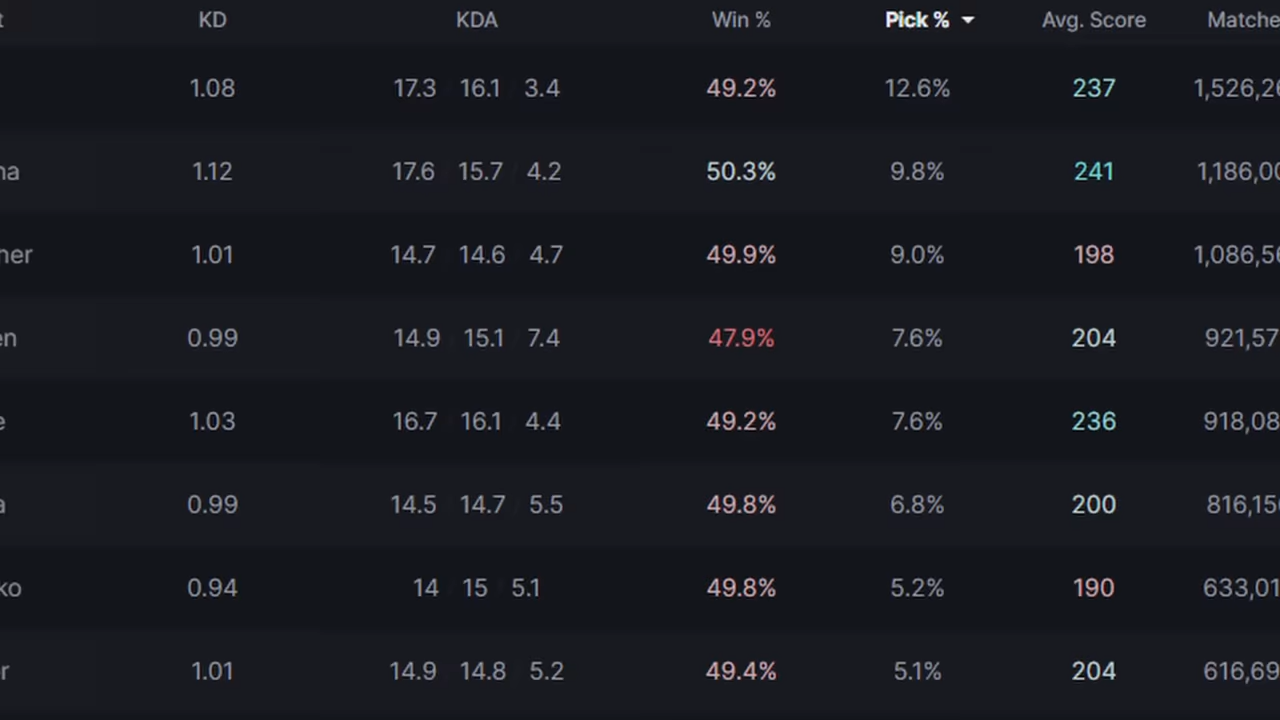 t KD KDA Win % Pick % Avg. Score Matche
1.08 17.3 16.1 3.4 49.2% 12.6% 237 1,526,26
na 1.12 17.6 15.7 4.2 50.3% 9.8% 241 1,186,00
ner 1.01 14.7 14.6 4.7 49.9% 9.0% 198 1,086,56
en 0.99 14.9 15.1 7.4 47.9% 7.6% 204 921,57
e 1.03 16.7 16.1 4.4 49.2% 7.6% 236 918,08
a 0.99 14.5 14.7 5.5 49.8% 6.8% 200 816,150
ko 0.94 14 15 5.1 49.8% 5.2% 190 633,01
r 1.01 14.9 14.8 5.2 49.4% 5.1% 204 616,69